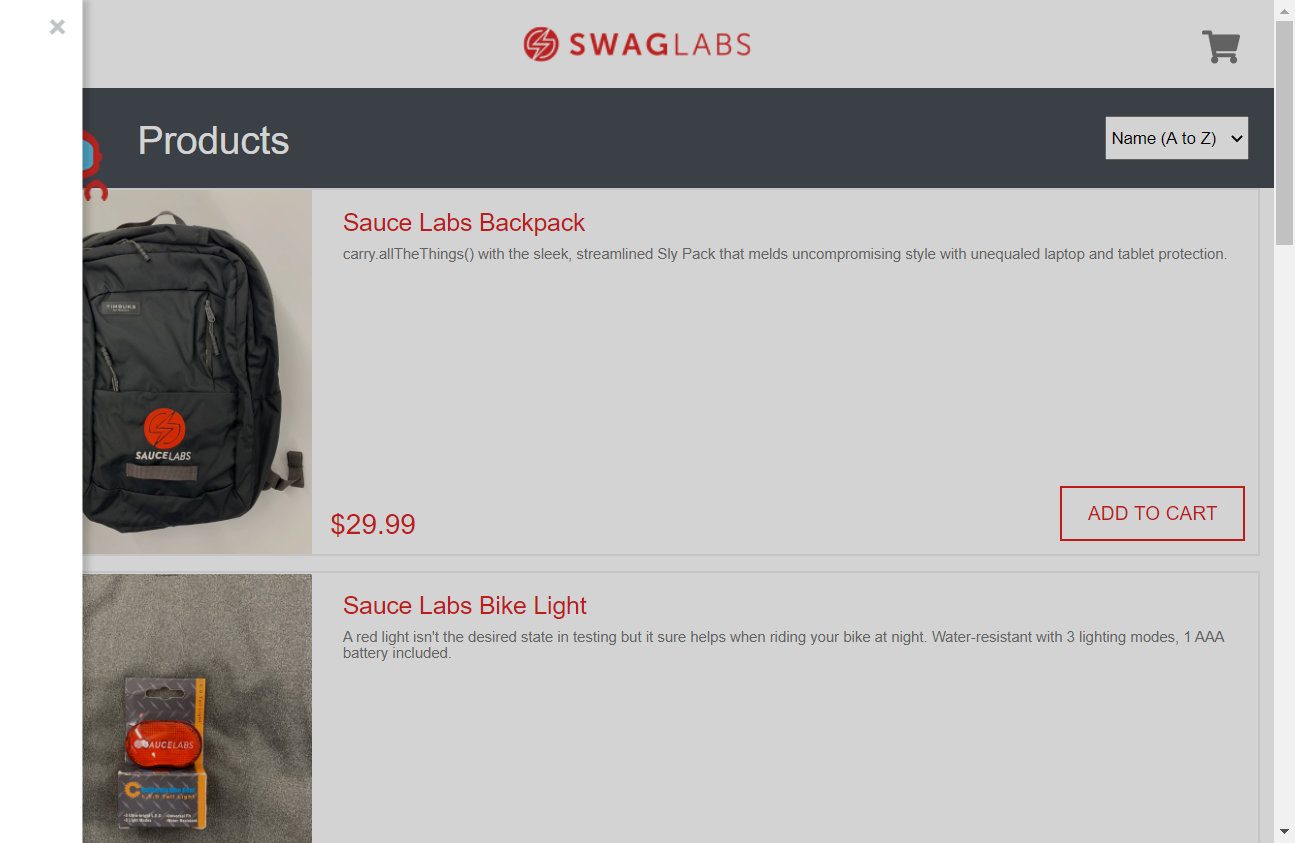 SWAGLABS
Products
Name (A to Z)
Sauce Labs Backpack
carry.allTheThings() with the sleek, streamlined Sly Pack that melds uncompromising style with unequaled laptop and tablet protection.
TIMBUK2
SAUCELABS
$29.99
ADD TO CART
Sauce Labs Bike Light
A red light isn't the desired state in testing but it sure helps when riding your bike at night. Water-resistant with 3 lighting modes, 1 AAA
battery included.
SAUCELABS